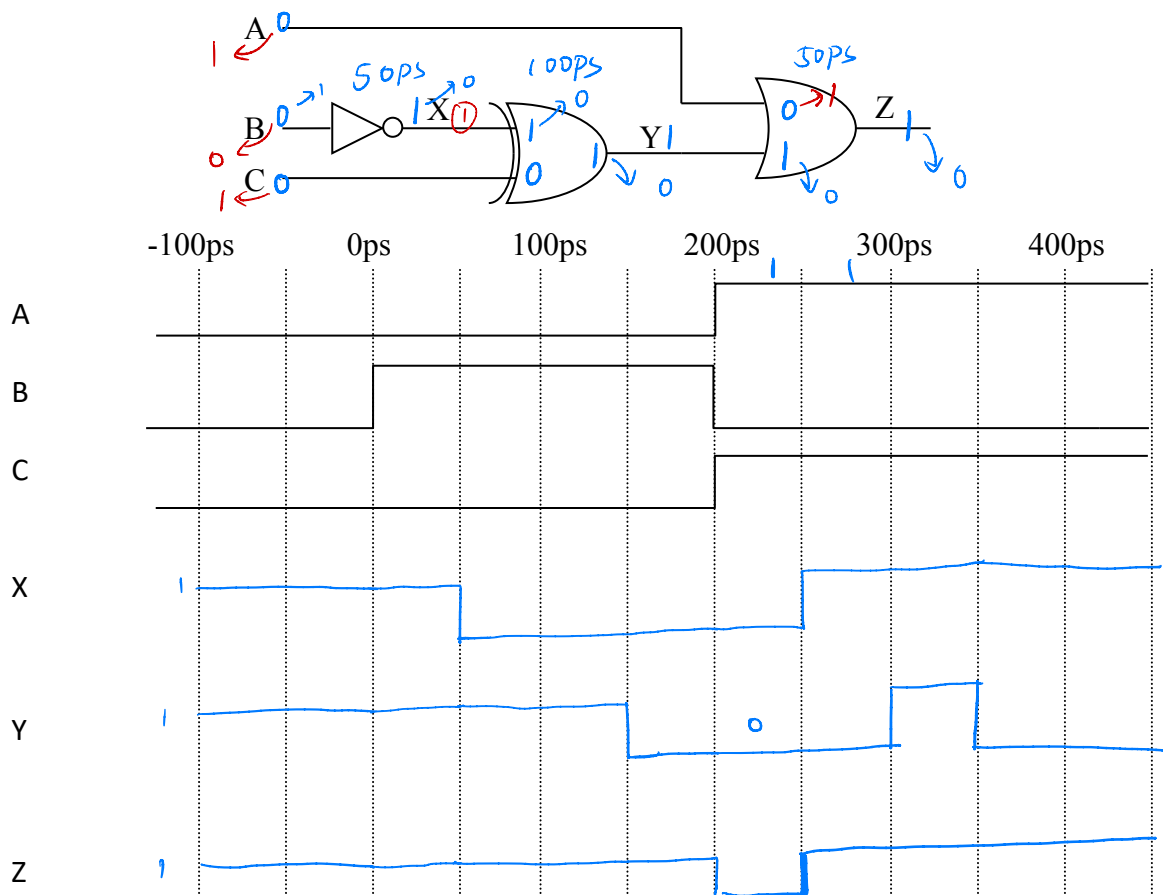 A 0
1
50ps 100ps 50ps
0 1 1 0 X 1 1 0 0 1 Z
B Y 1 1
0 1 1
C 0 0 0 0 0
1
-100ps 0ps 100ps 200ps 300ps 400ps
1 1
A
B
C
X 1
Y 1 0
Z 1